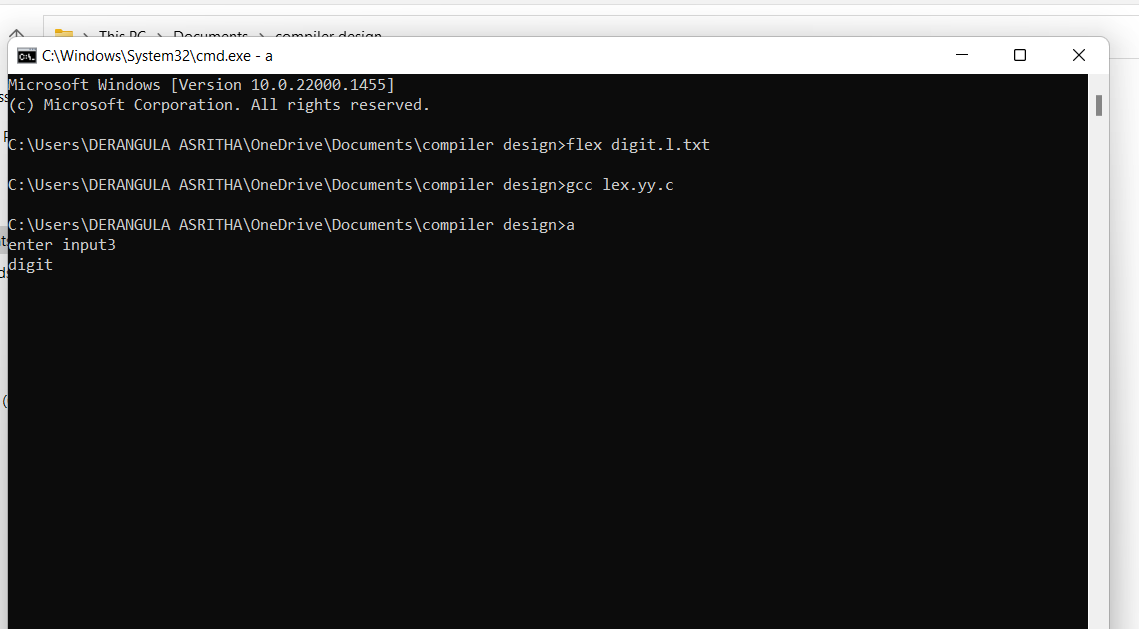 This PC > Documents > compiler design
C:\Windows\System32\cmd.exe - a
Microsoft Windows [Version 10.0.22000.1455]
(c) Microsoft Corporation. All rights reserved.
C:\Users\DERANGULA ASRITHA\OneDrive\Documents\compiler design>flex digit.l.txt
C:\Users\DERANGULA ASRITHA\OneDrive\Documents\compiler design>gcc lex.yy.c
C:\Users\DERANGULA ASRITHA\OneDrive\Documents\compiler design>a
enter input3
digit